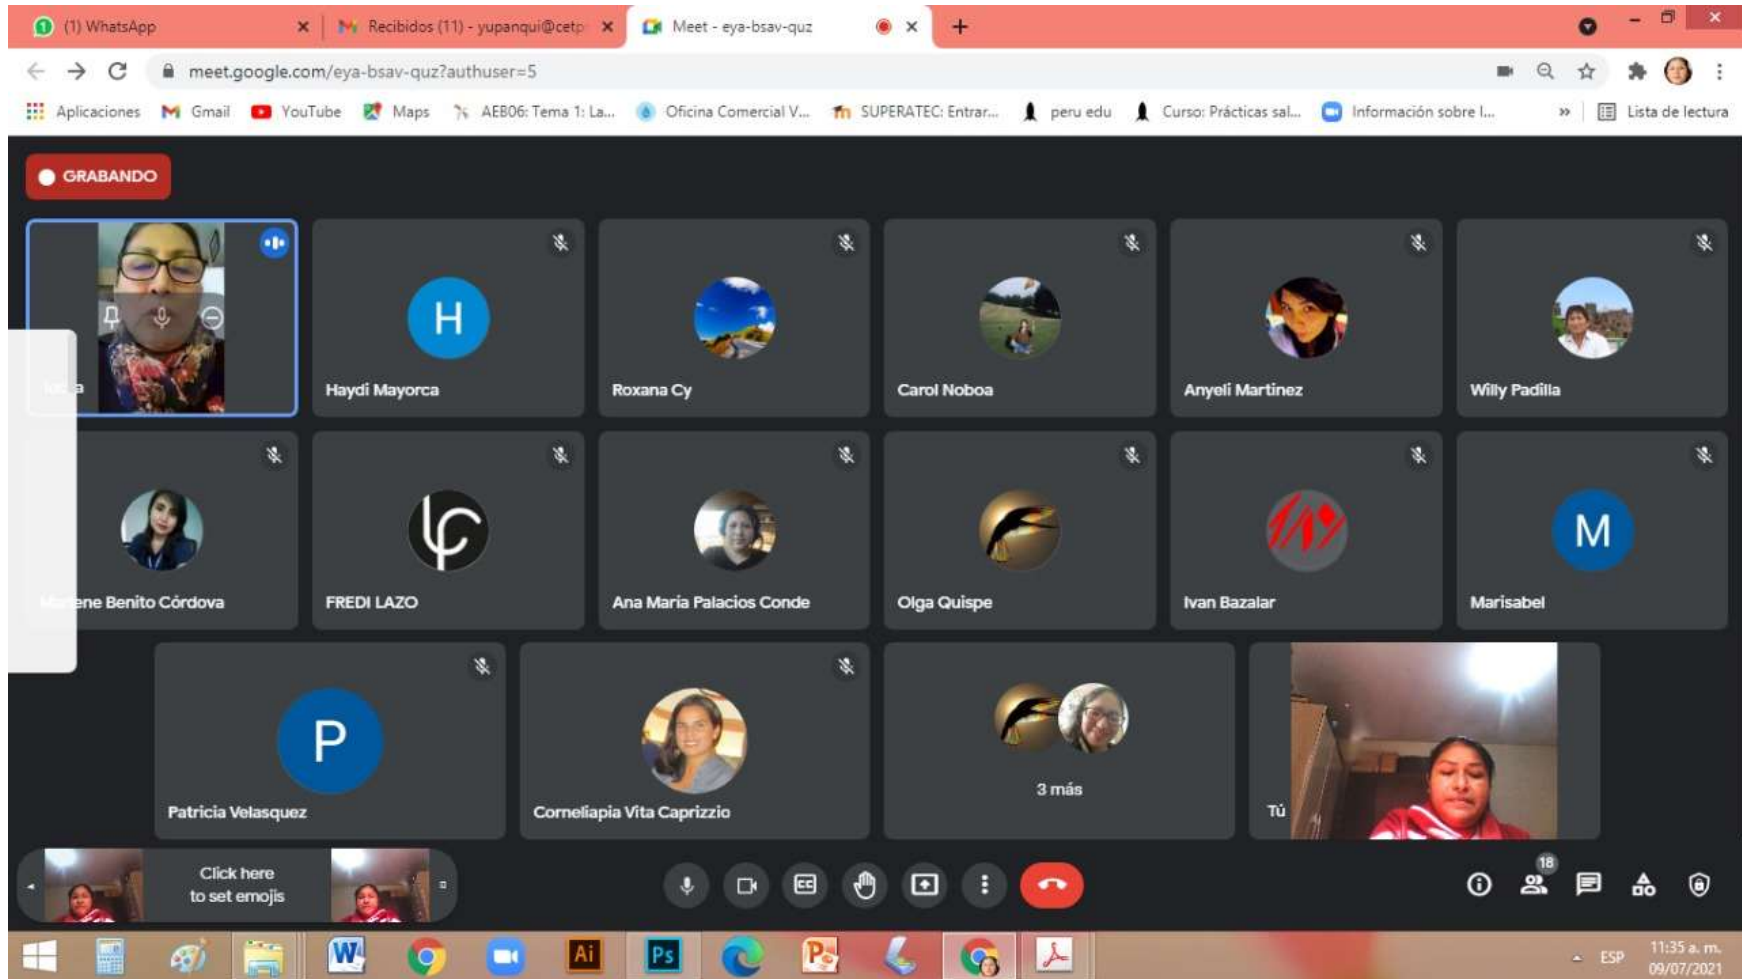 (1) WhatsApp
Recibidos (11) - yupanqui@cetp
Meet - eya-bsav-quz
meet.google.com/eya-bsav-quz?authuser=5
Aplicaciones
Gmail
YouTube
Maps
AEB06: Tema 1: La...
Oficina Comercial V...
SUPERATEC: Entrar...
peru edu
Curso: Prácticas sal...
Información sobre l...
»
Lista de lectura
GRABANDO
Haydi Mayorca
Roxana Cy
Carol Noboa
Anyeli Martinez
Willy Padilla
H
Benito Córdova
FREDI LAZO
Ana María Palacios Conde
Olga Quispe
Ivan Bazalar
Marisabel
M
P
Patricia Velasquez
Corneliapia Vita Caprizzio
3 más
Tú
Click here
to set emojis
CC
18
Ai
Ps
ESP
11:35 a. m.
09/07/2021